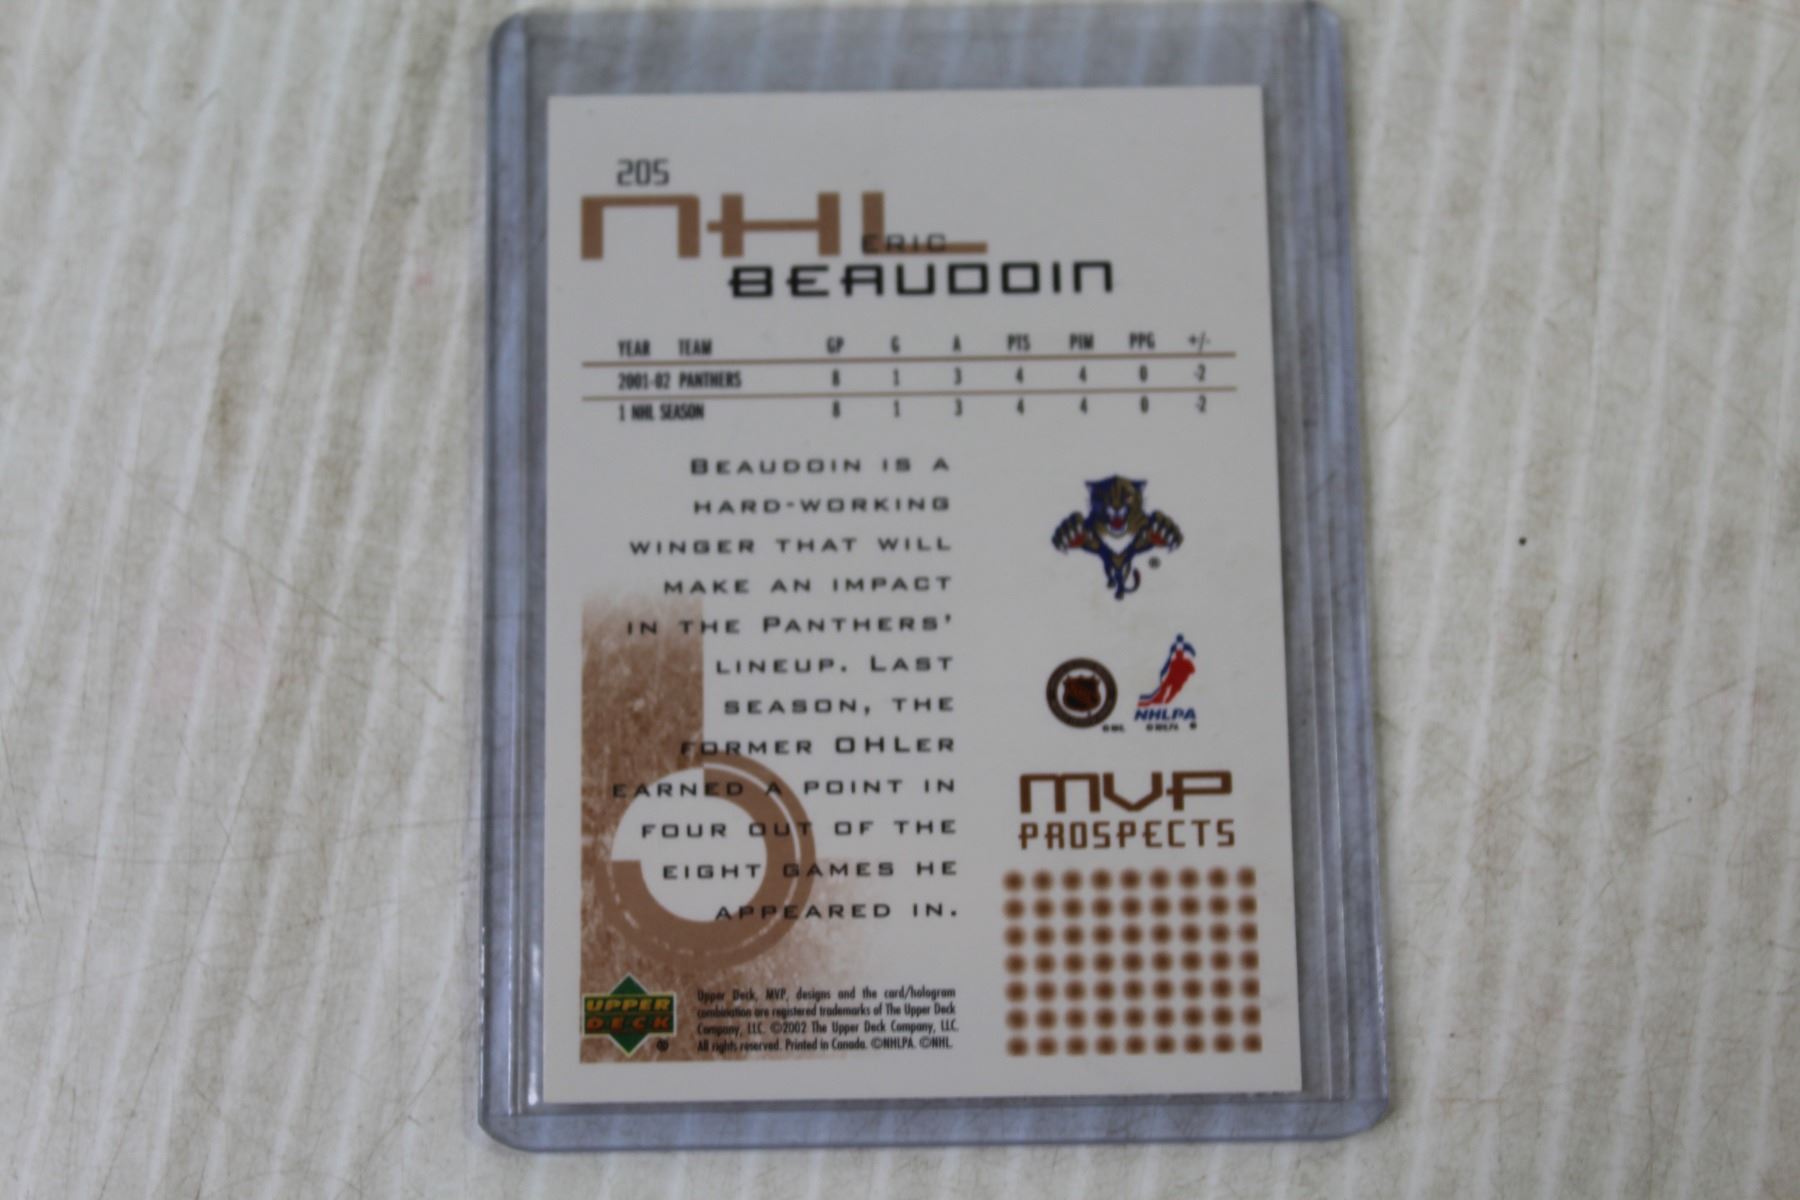 205
NHL
ERIC
BEAUDOIN
YEAR TEAM GP G A PTS PIM PPG +/-
2001-02 PANTHERS 8 1 3 4 4 0 -2
1 NHL SEASON 8 1 3 4 4 0 -2
BEAUDOIN IS A
HARD-WORKING
WINGER THAT WILL
MAKE AN IMPACT
IN THE PANTHERS'
LINEUP. LAST
SEASON, THE
FORMER OHLER
EARNED A POINT IN
FOUR OUT OF THE
EIGHT GAMES HE
APPEARED IN.
®
NHLPA
MVP
PROSPECTS
UPPER
DECK
®
Upper Deck, MVP, designs and the card/hologram
combination are registered trademarks of The Upper Deck
Company, LLC. ©2002 The Upper Deck Company, LLC.
All rights reserved. Printed in Canada. ©NHLPA. ©NHL.